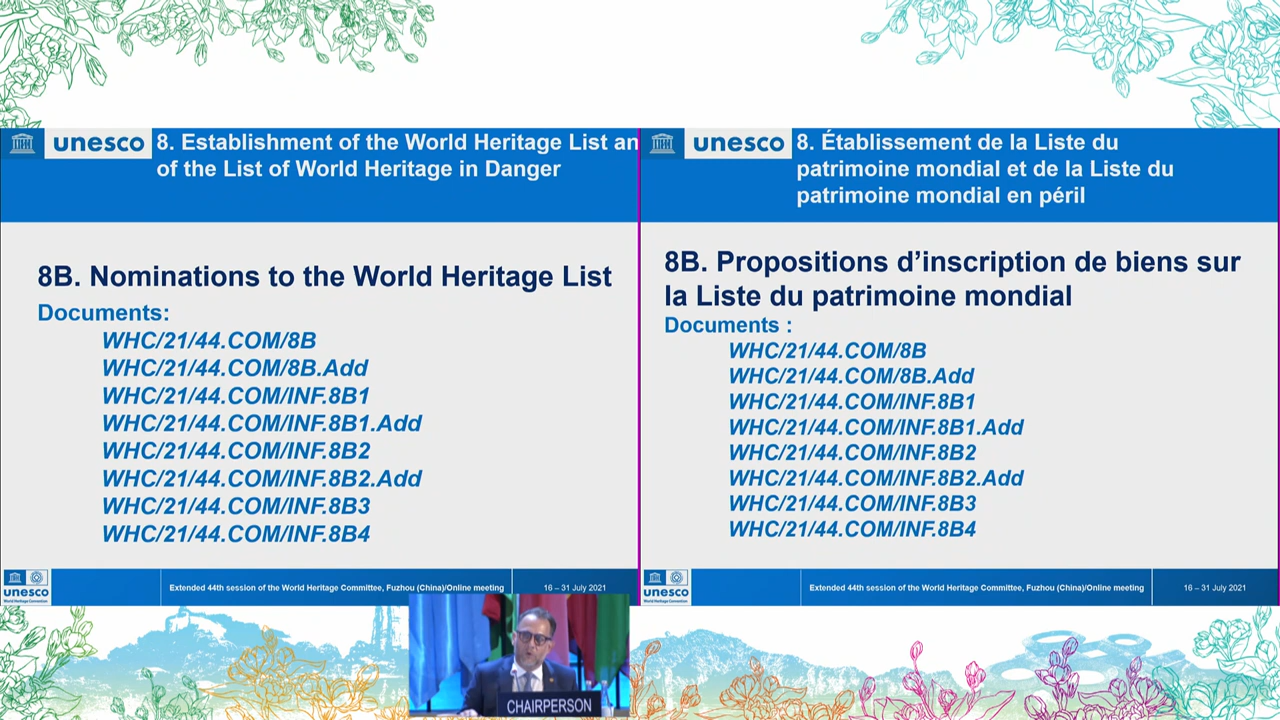 unesco
8. Establishment of the World Heritage List an
of the List of World Heritage in Danger
8B. Nominations to the World Heritage List
Documents:
WHC/21/44.COM/8B
WHC/21/44.COM/8B.Add
WHC/21/44.COM/INF.8B1
WHC/21/44.COM/INF.8B1.Add
WHC/21/44.COM/INF.8B2
WHC/21/44.COM/INF.8B2.Add
WHC/21/44.COM/INF.8B3
WHC/21/44.COM/INF.8B4
unesco
World Heritage Convention
Extended 44th session of the World Heritage Committee, Fuzhou (China)/Online meeting
16 – 31 July 2021
unesco
8. Établissement de la Liste du
patrimoine mondial et de la Liste du
patrimoine mondial en péril
8B. Propositions d’inscription de biens sur
la Liste du patrimoine mondial
Documents :
WHC/21/44.COM/8B
WHC/21/44.COM/8B.Add
WHC/21/44.COM/INF.8B1
WHC/21/44.COM/INF.8B1.Add
WHC/21/44.COM/INF.8B2
WHC/21/44.COM/INF.8B2.Add
WHC/21/44.COM/INF.8B3
WHC/21/44.COM/INF.8B4
unesco
World Heritage Convention
Extended 44th session of the World Heritage Committee, Fuzhou (China)/Online meeting
16 – 31 July 2021
CHAIRPERSON